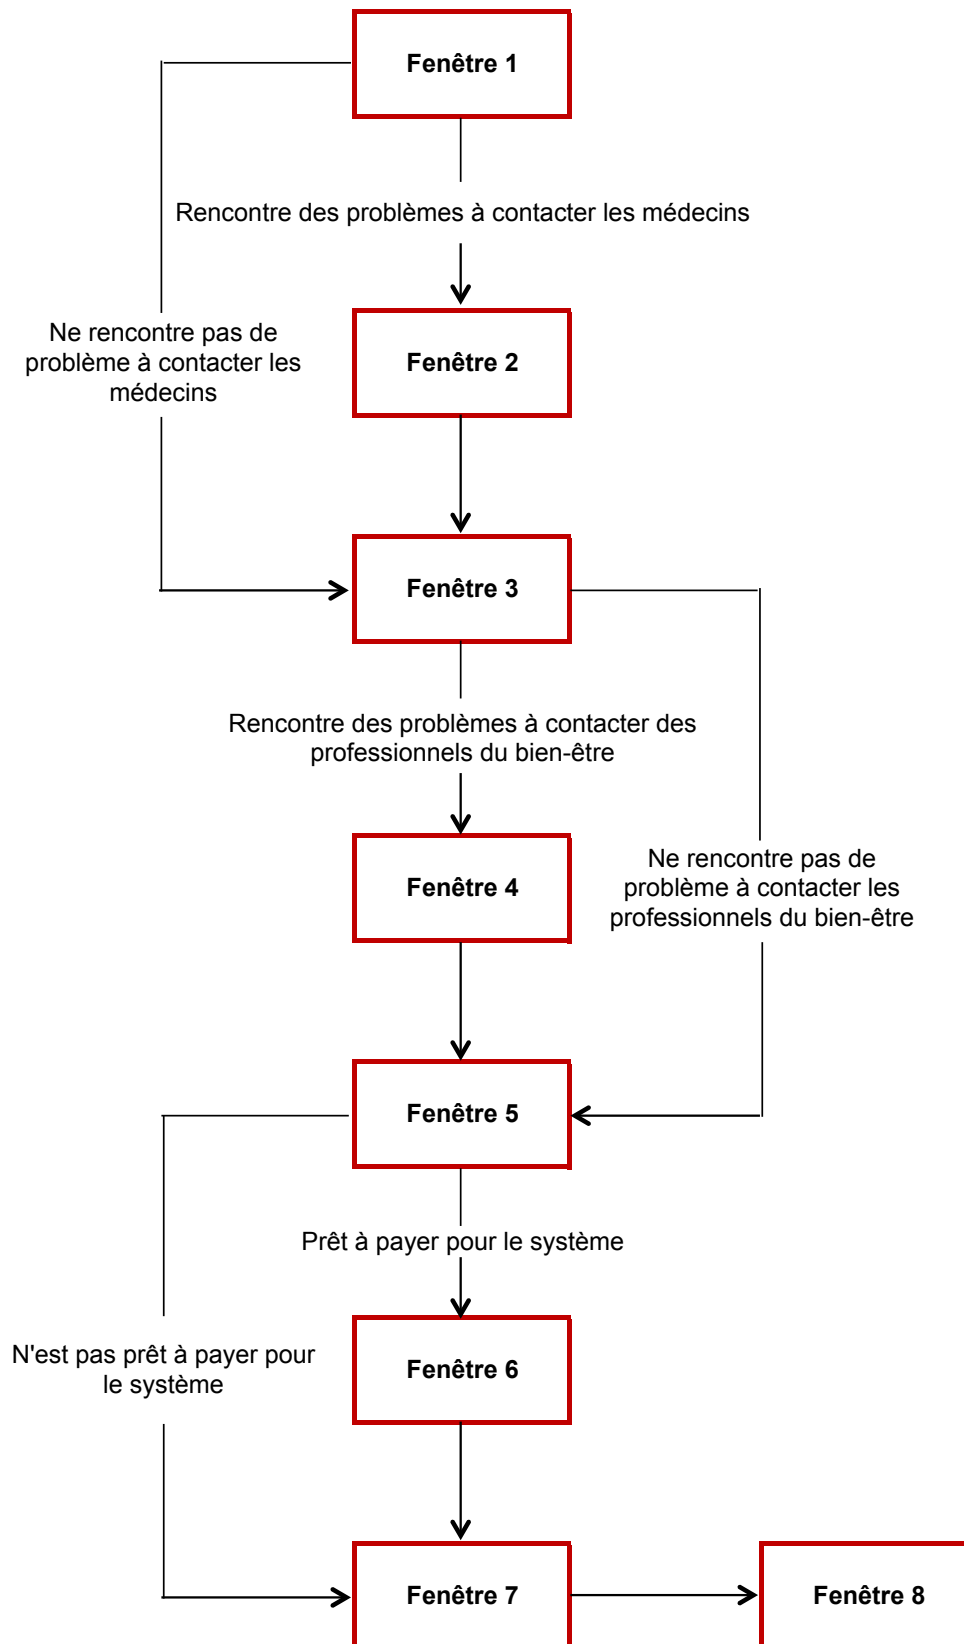 Fenêtre 1
Rencontre des problèmes à contacter les médecins
Ne rencontre pas de
problème à contacter les
médecins
Fenêtre 2
Fenêtre 3
Rencontre des problèmes à contacter des
professionnels du bien-être
Fenêtre 4
Ne rencontre pas de
problème à contacter les
professionnels du bien-être
Fenêtre 5
Prêt à payer pour le système
N'est pas prêt à payer pour
le système
Fenêtre 6
Fenêtre 7
Fenêtre 8